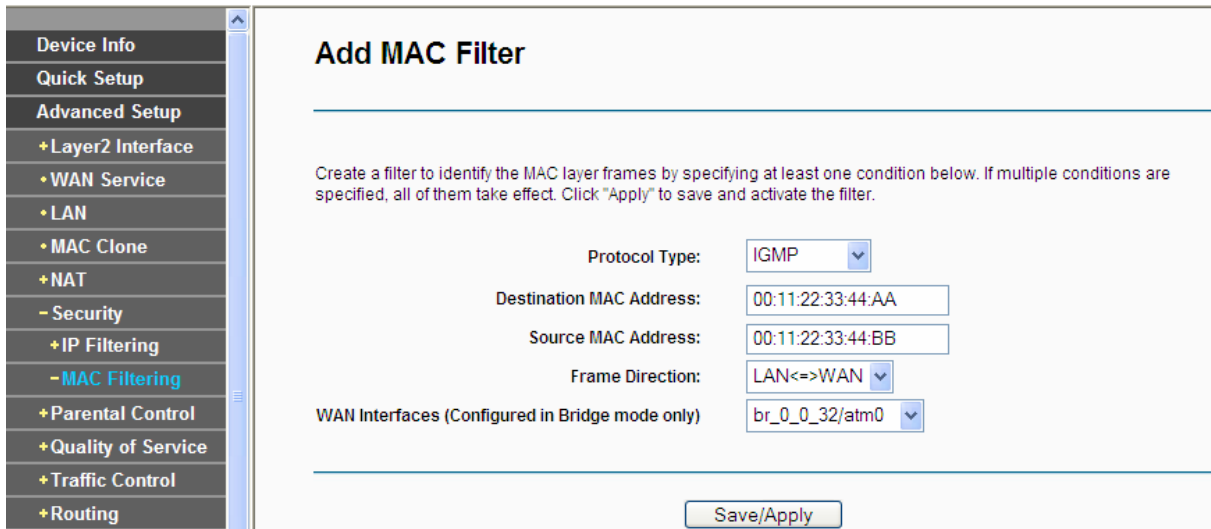 Device Info
Quick Setup
Advanced Setup
+Layer2 Interface
•WAN Service
•LAN
•MAC Clone
+NAT
-Security
+IP Filtering
-MAC Filtering
+Parental Control
+Quality of Service
+Traffic Control
+Routing
Add MAC Filter
Create a filter to identify the MAC layer frames by specifying at least one condition below. If multiple conditions are
specified, all of them take effect. Click "Apply" to save and activate the filter.
Protocol Type: IGMP
Destination MAC Address: 00:11:22:33:44:AA
Source MAC Address: 00:11:22:33:44:BB
Frame Direction: LAN<=>WAN
WAN Interfaces (Configured in Bridge mode only) br_0_0_32/atm0
Save/Apply